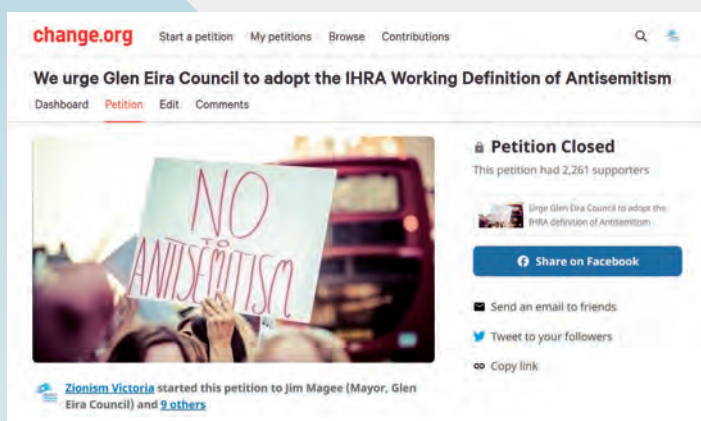 change.org Start a petition My petitions Browse Contributions
We urge Glen Eira Council to adopt the IHRA Working Definition of Antisemitism
Dashboard Petition Edit Comments
NO
TO
ANTISEMITISM
Petition Closed
This petition had 2,261 supporters
Urge Glen Eira Council to adopt the
IHRA definition of Antisemitism
Share on Facebook
Send an email to friends
Tweet to your followers
Copy link
Zionism Victoria started this petition to Jim Magee (Mayor, Glen
Eira Council) and 9 others